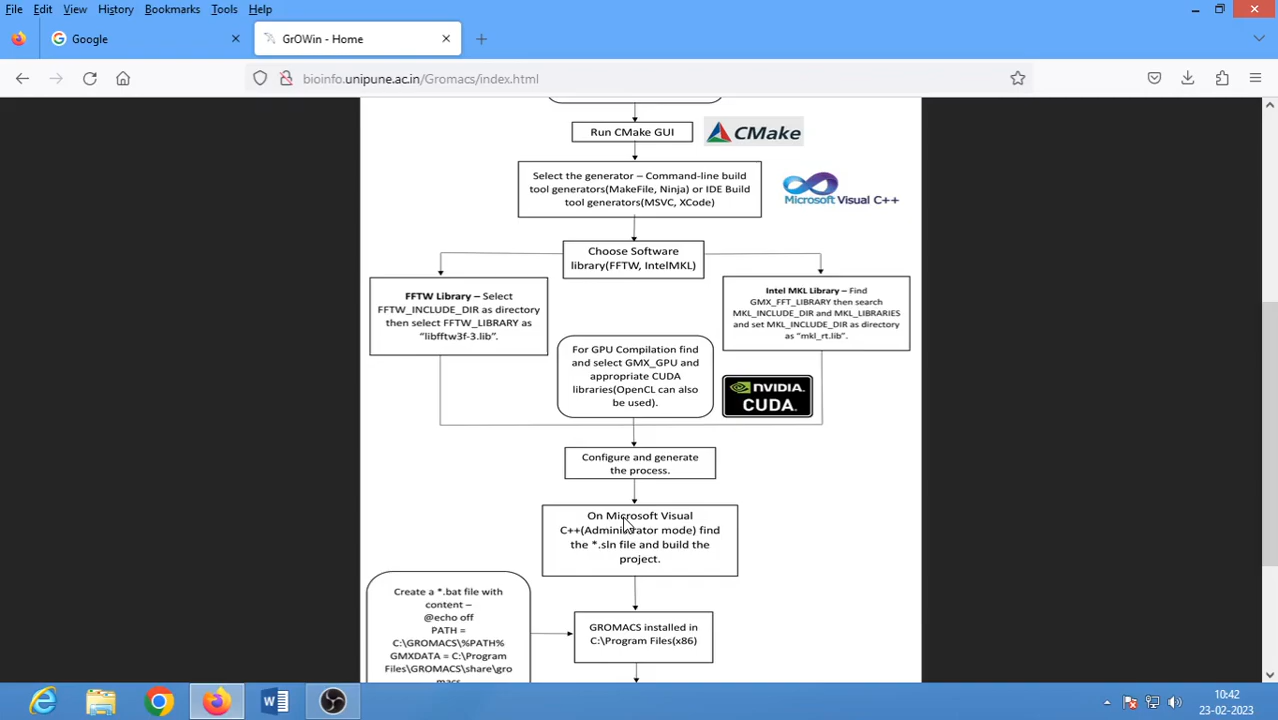 File Edit View History Bookmarks Tools Help
Google
GrOWin - Home
bioinfo.unipune.ac.in/Gromacs/index.html
Run CMake GUI
CMake
Select the generator – Command-line build
tool generators(MakeFile, Ninja) or IDE Build
tool generators(MSVC, XCode)
Microsoft Visual C++
Choose Software
library(FFTW, IntelMKL)
FFTW Library – Select
FFTW_INCLUDE_DIR as directory
then select FFTW_LIBRARY as
“libfftw3f-3.lib”.
Intel MKL Library – Find
GMX_FFT_LIBRARY then search
MKL_INCLUDE_DIR and MKL_LIBRARIES
and set MKL_INCLUDE_DIR as directory
as “mkl_rt.lib”.
For GPU Compilation find
and select GMX_GPU and
appropriate CUDA
libraries(OpenCL can also
be used).
NVIDIA.
CUDA.
Configure and generate
the process.
On Microsoft Visual
C++(Administrator mode) find
the *.sln file and build the
project.
Create a *.bat file with
content –
@echo off
PATH =
C:\GROMACS\%PATH%
GMXDATA = C:\Program
Files\GROMACS\share\gro
macs
GROMACS installed in
C:\Program Files(x86)
10:42
23-02-2023